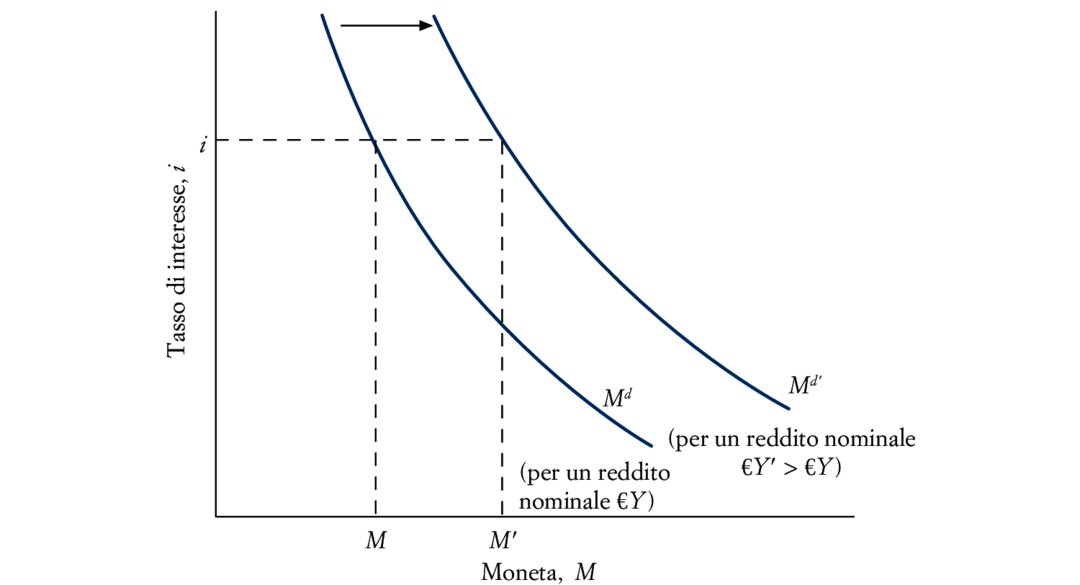 i
Tasso di interesse, i
M^d
(per un reddito
nominale €Y)
M^d'
(per un reddito nominale
€Y' > €Y)
M
M'
Moneta, M